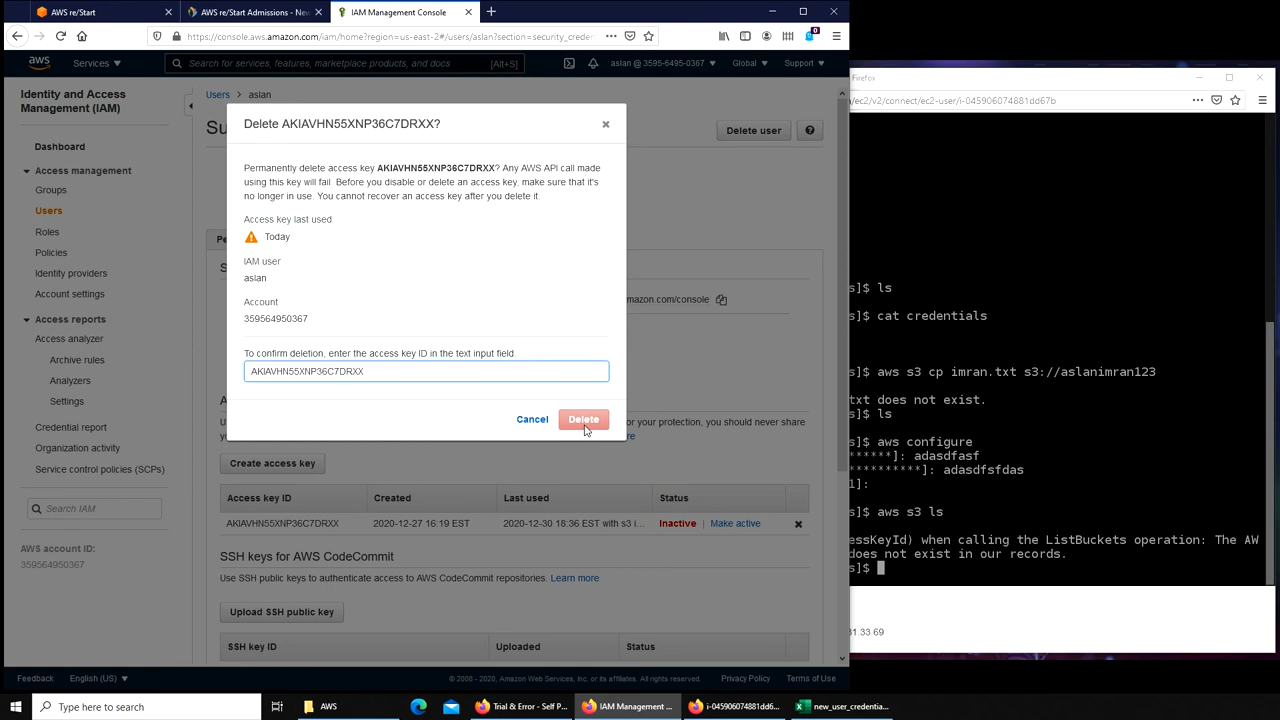 AWS re/Start
AWS re/Start Admissions - New
IAM Management Console
https://console.aws.amazon.com/iam/home?region=us-east-2#/users/aslan?section=security_crede
aws
Services
Search for services, features, marketplace products, and docs
[Alt+S]
aslan @ 3595-6495-0367
Global
Support
Identity and Access
Management (IAM)
Dashboard
Access management
Groups
Users
Roles
Policies
Identity providers
Account settings
Access reports
Access analyzer
Archive rules
Analyzers
Settings
Credential report
Organization activity
Service control policies (SCPs)
Search IAM
AWS account ID:
359564950367
Users
aslan
Su
Delete user
Delete AKIAVHN55XNP36C7DRXX?
Permanently delete access key AKIAVHN55XNP36C7DRXX? Any AWS API call made
using this key will fail. Before you disable or delete an access key, make sure that it's
no longer in use. You cannot recover an access key after you delete it.
Access key last used
Today
IAM user
aslan
Account
359564950367
To confirm deletion, enter the access key ID in the text input field.
AKIAVHN55XNP36C7DRXX
Cancel
Delete
mazon.com/console
or your protection, you should never share
Create access key
Access key ID
Created
Last used
Status
AKIAVHN55XNP36C7DRXX
2020-12-27 16:19 EST
2020-12-30 18:36 EST with s3 i...
Inactive
Make active
SSH keys for AWS CodeCommit
Use SSH public keys to authenticate access to AWS CodeCommit repositories. Learn more
Upload SSH public key
SSH key ID
Uploaded
Status
Feedback
English (US)
© 2008 - 2020, Amazon Web Services, Inc. or its affiliates. All rights reserved.
Privacy Policy
Terms of Use
Firefox
/ec2/v2/connect/ec2-user/i-045906074881dd67b
s]$ ls
s]$ cat credentials
s]$ aws s3 cp imran.txt s3://aslanimran123
txt does not exist.
s]$ ls
s]$ aws configure
******]: adasdfasf
**********]: adasdfsfdas
1]:
s]$ aws s3 ls
essKeyId) when calling the ListBuckets operation: The AW
does not exist in our records.
s]$
31.33.69
Type here to search
AWS
Trial & Error - Self P...
IAM Management ...
i-045906074881dd67...
new_user_credentia...
0